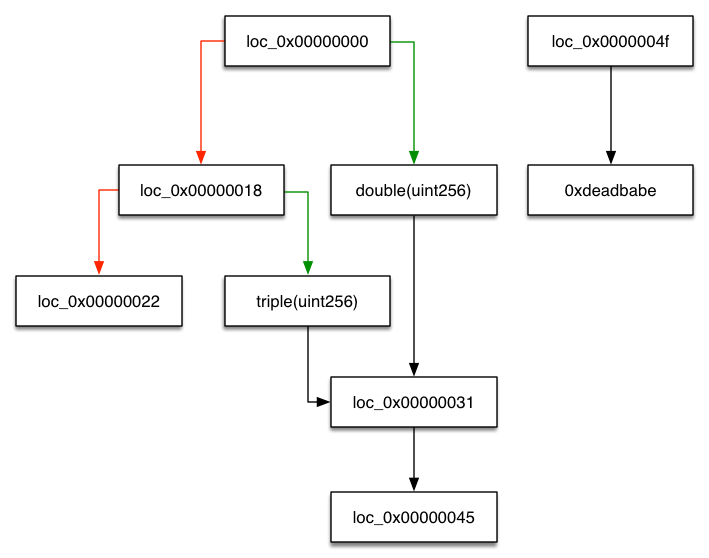 loc_0x00000000
loc_0x0000004f
loc_0x00000018
double(uint256)
0xdeadbabe
loc_0x00000022
triple(uint256)
loc_0x00000031
loc_0x00000045